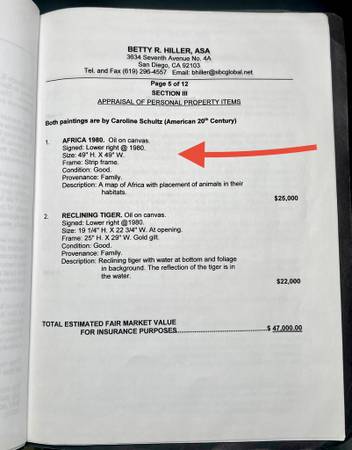 BETTY R. HILLER, ASA
3634 Seventh Avenue No. 4A
San Diego, CA 92103
Tel. and Fax (619) 296-4557 Email: bhiller@sbcglobal.net
Page 5 of 12
SECTION III
APPRAISAL OF PERSONAL PROPERTY ITEMS
Both paintings are by Caroline Schultz (American 20th Century)
1. AFRICA 1980. Oil on canvas.
Signed: Lower right @ 1980.
Size: 49" H. X 49" W.
Frame: Strip frame.
Condition: Good.
Provenance: Family.
Description: A map of Africa with placement of animals in their
habitats.
$25,000
2. RECLINING TIGER. Oil on canvas.
Signed: Lower right @1980.
Size: 19 1/4" H. X 22 3/4" W. At opening.
Frame: 25" H. X 29" W. Gold gilt.
Condition: Good.
Provenance: Family.
Description: Reclining tiger with water at bottom and foliage
in background. The reflection of the tiger is in
the water.
$22,000
TOTAL ESTIMATED FAIR MARKET VALUE
FOR INSURANCE PURPOSES..............................$ 47,000.00